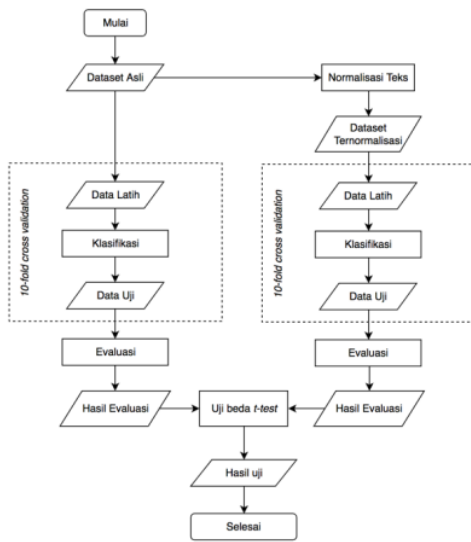 Mulai
Dataset Asli
Normalisasi Teks
Dataset
Ternormalisasi
10-fold cross validation
Data Latih
Klasifikasi
Data Uji
10-fold cross validation
Data Latih
Klasifikasi
Data Uji
Evaluasi
Evaluasi
Hasil Evaluasi
Uji beda t-test
Hasil Evaluasi
Hasil uji
Selesai